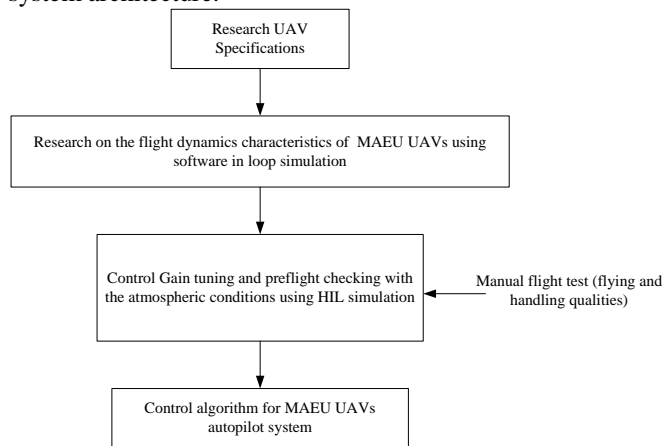 system architecture.
Research UAV
Specifications
Research on the flight dynamics characteristics of MAEU UAVs using
software in loop simulation
Control Gain tuning and preflight checking with
the atmospheric conditions using HIL simulation
Manual flight test (flying and
handling qualities)
Control algorithm for MAEU UAVs
autopilot system